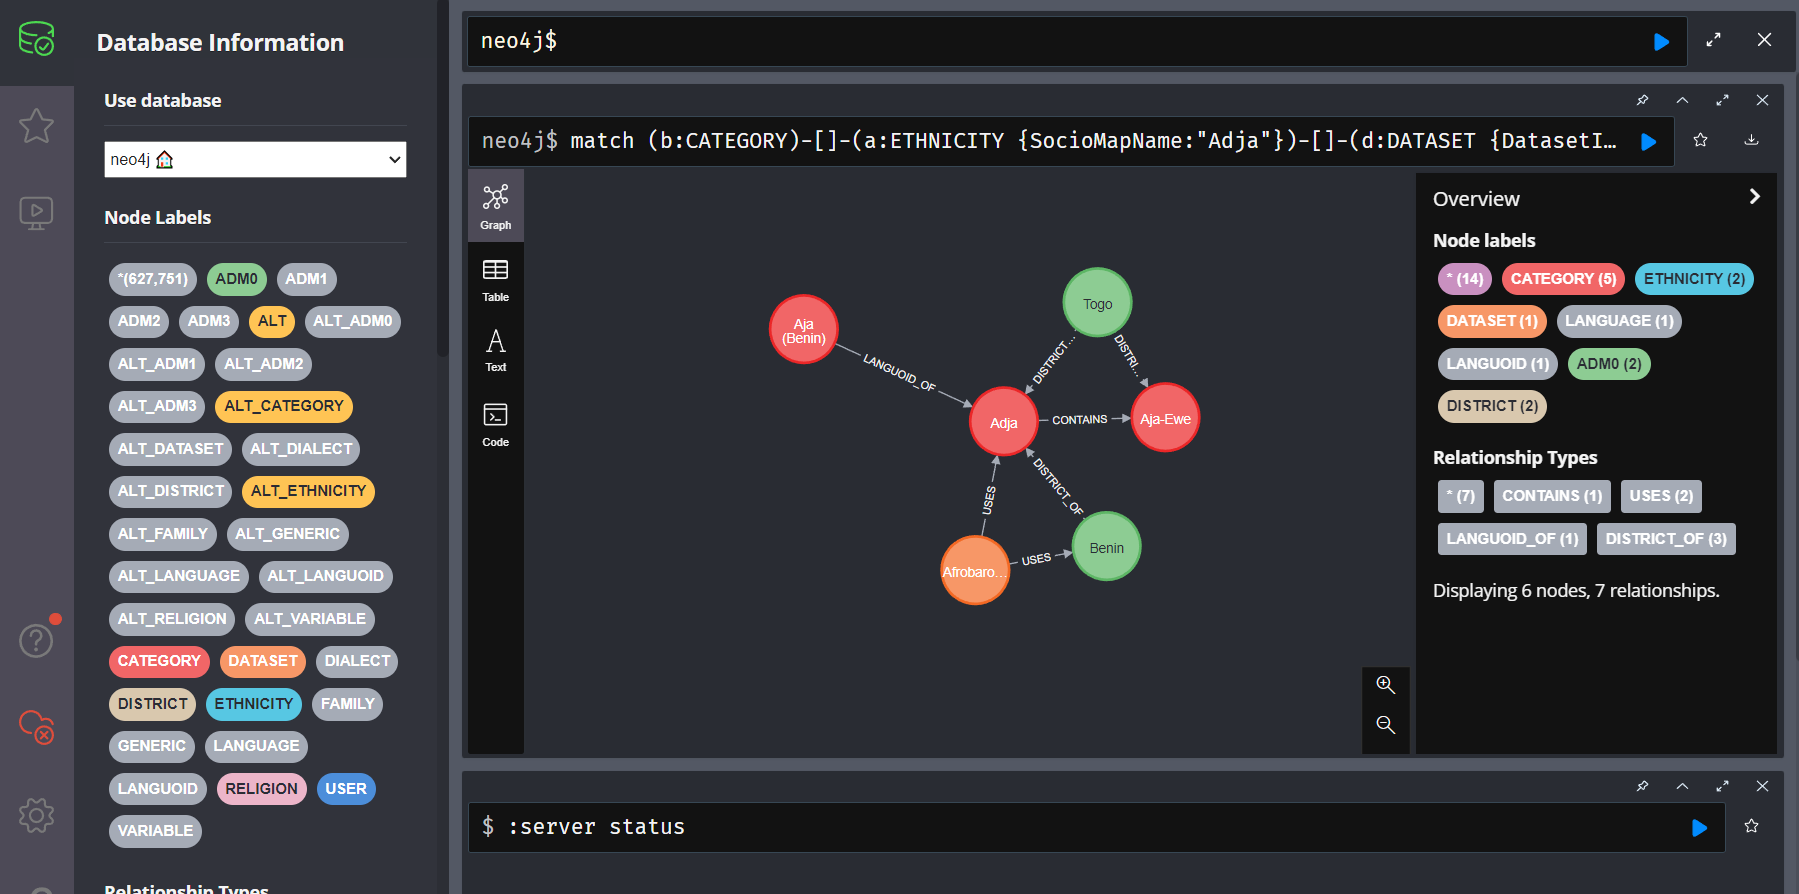 Database Information
Use database
neo4j
Node Labels
*(627,751) ADM0 ADM1
ADM2 ADM3 ALT ALT_ADM0
ALT_ADM1 ALT_ADM2
ALT_ADM3 ALT_CATEGORY
ALT_DATASET ALT_DIALECT
ALT_DISTRICT ALT_ETHNICITY
ALT_FAMILY ALT_GENERIC
ALT_LANGUAGE ALT_LANGUOID
ALT_RELIGION ALT_VARIABLE
CATEGORY DATASET DIALECT
DISTRICT ETHNICITY FAMILY
GENERIC LANGUAGE
LANGUOID RELIGION USER
VARIABLE
Relationship Types
neo4j$
neo4j$ match (b:CATEGORY)-[]-(a:ETHNICITY {SocioMapName:"Adja"})-[]-(d:DATASET {DatasetI…
Graph
Table
Text
Code
Togo
Aja
(Benin)
LANGUOID_OF
DISTRICT…
DISTRI…
Adja
CONTAINS
Aja-Ewe
USES
DISTRICT_OF
Afrobaro…
USES
Benin
Overview
Node labels
* (14) CATEGORY (5) ETHNICITY (2)
DATASET (1) LANGUAGE (1)
LANGUOID (1) ADM0 (2)
DISTRICT (2)
Relationship Types
* (7) CONTAINS (1) USES (2)
LANGUOID_OF (1) DISTRICT_OF (3)
Displaying 6 nodes, 7 relationships.
$ :server status